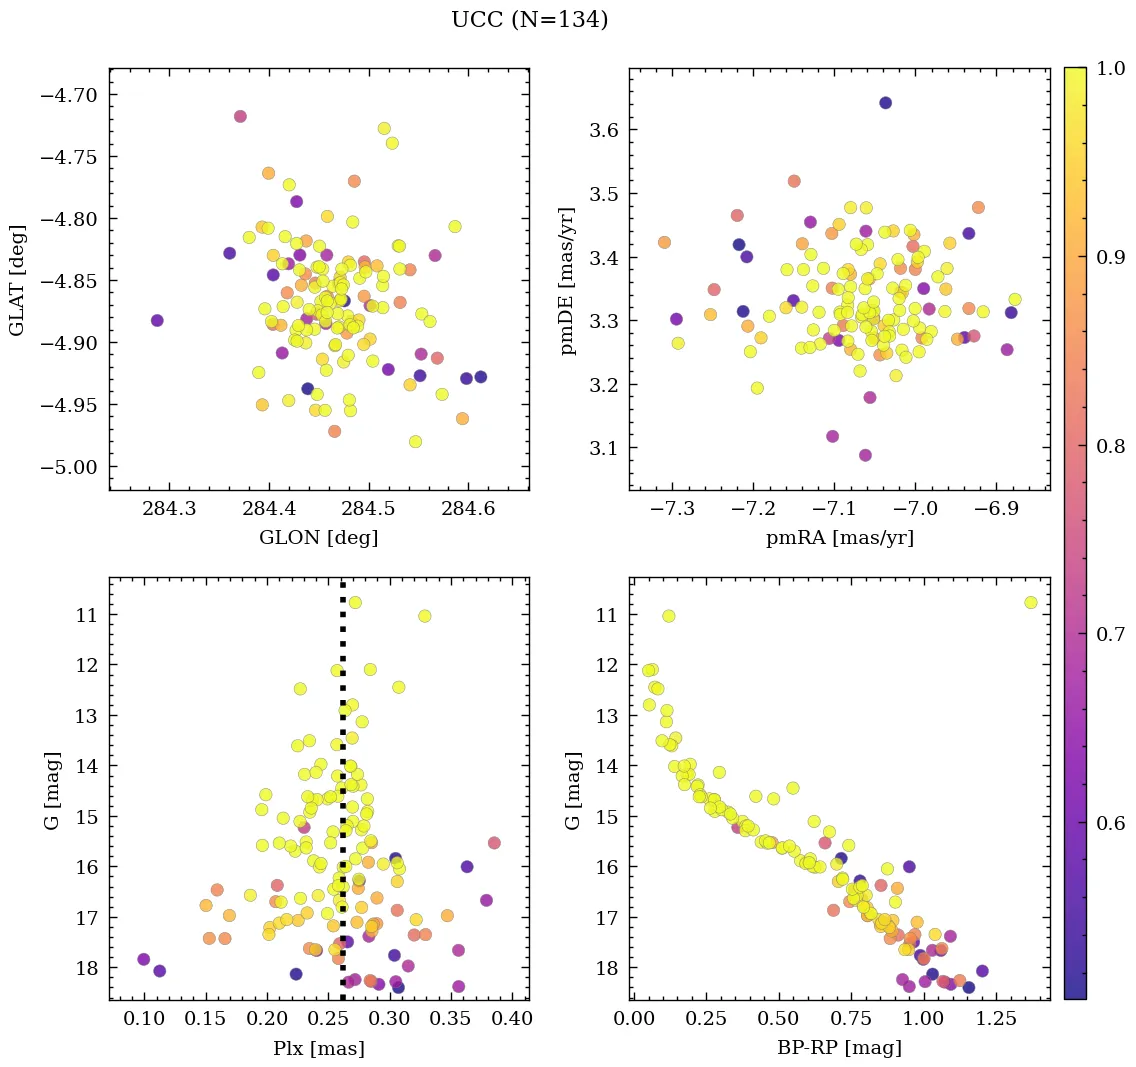 UCC (N=134)
−4.70
−4.75
−4.80
−4.85
−4.90
−4.95
−5.00
GLAT [deg]
284.3 284.4 284.5 284.6
GLON [deg]
3.6
3.5
3.4
3.3
3.2
3.1
pmDE [mas/yr]
−7.3 −7.2 −7.1 −7.0 −6.9
pmRA [mas/yr]
1.0
0.9
0.8
0.7
0.6
11
12
13
14
15
16
17
18
G [mag]
0.10 0.15 0.20 0.25 0.30 0.35 0.40
Plx [mas]
11
12
13
14
15
16
17
18
G [mag]
0.00 0.25 0.50 0.75 1.00 1.25
BP-RP [mag]